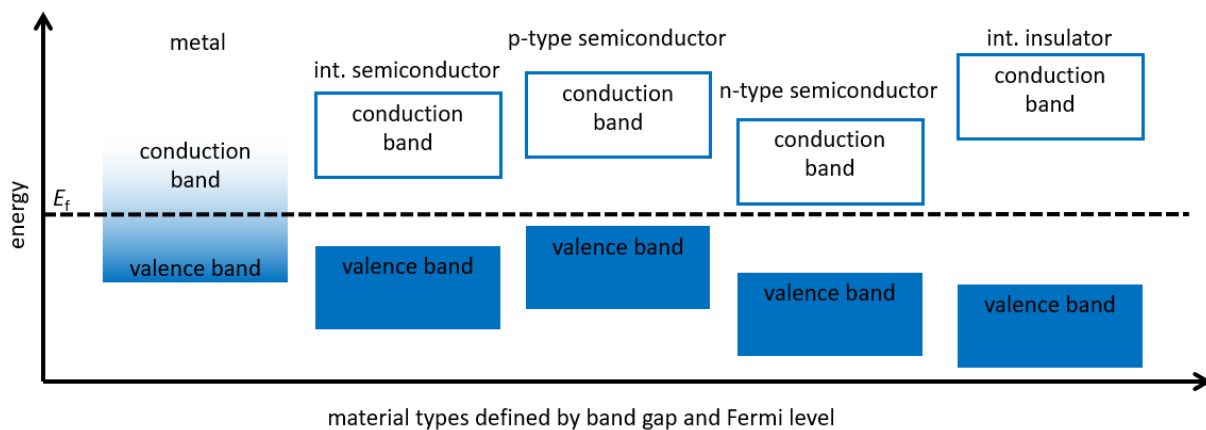 metal
p-type semiconductor
int. insulator
int. semiconductor
n-type semiconductor
conduction
band
conduction
band
conduction
band
conduction
band
conduction
band
energy
E_f
valence band
valence band
valence band
valence band
valence band
material types defined by band gap and Fermi level